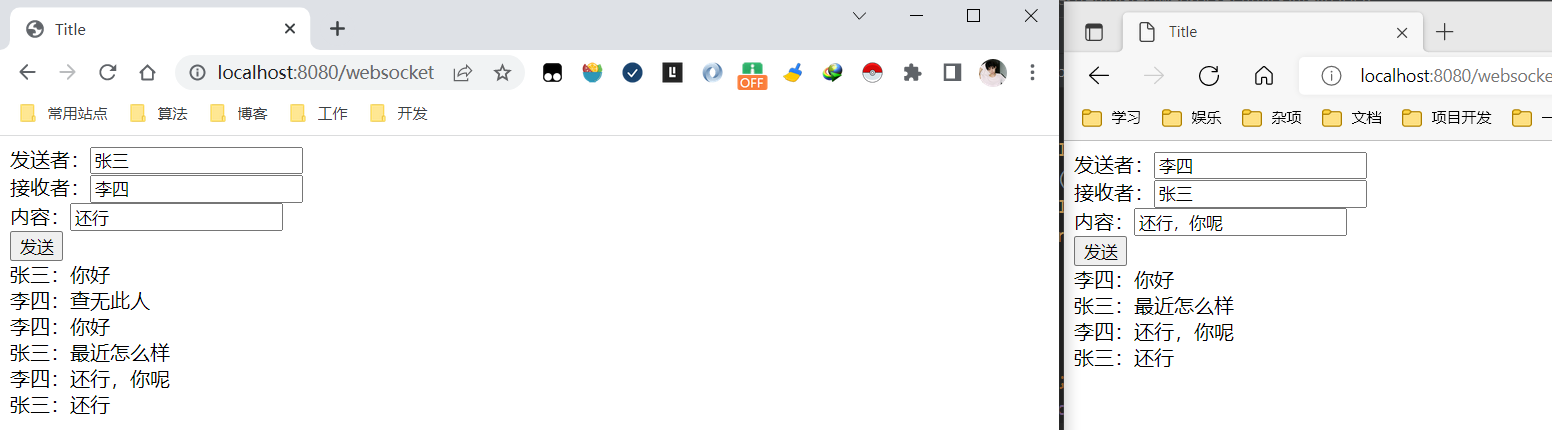 Title
localhost:8080/websocket
OFF
常用站点 算法 博客 工作 开发
发送者：张三
接收者：李四
内容：还行
发送
张三：你好
李四：查无此人
李四：你好
张三：最近怎么样
李四：还行，你呢
张三：还行
Title
localhost:8080/websocke
学习 娱乐 杂项 文档 项目开发
发送者：李四
接收者：张三
内容：还行，你呢
发送
李四：你好
张三：最近怎么样
李四：还行，你呢
张三：还行